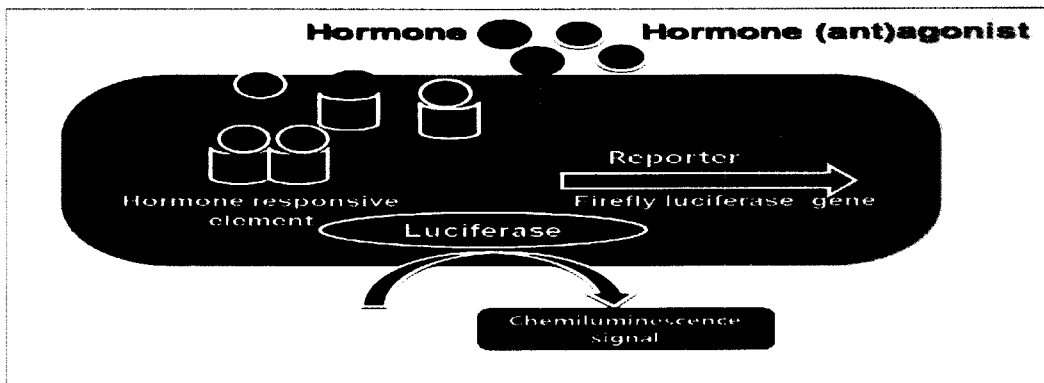 Hormone
Hormone (ant)agonist
Reporter
Hormone responsive
element
Firefly luciferase gene
Luciferase
Chemiluminescence
signal